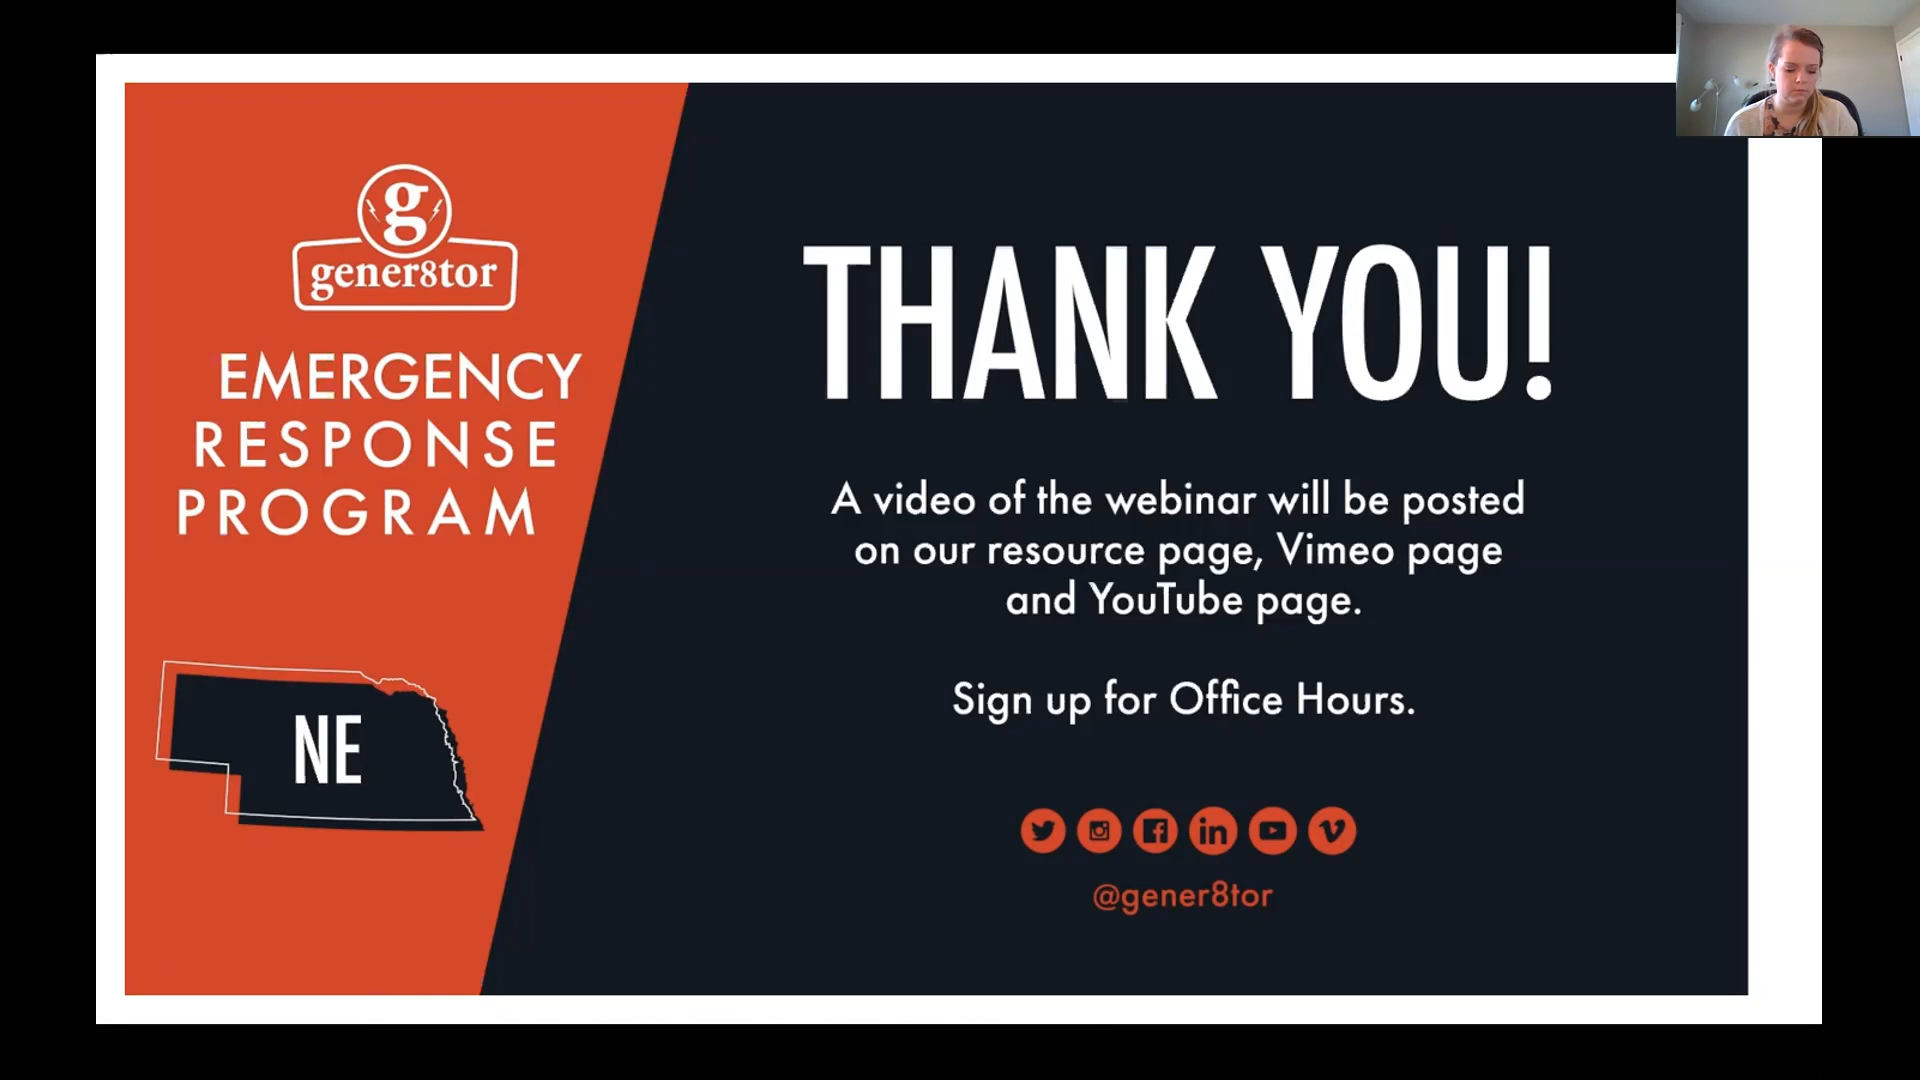 g
gener8tor
EMERGENCY
RESPONSE
PROGRAM
NE
THANK YOU!
A video of the webinar will be posted
on our resource page, Vimeo page
and YouTube page.
Sign up for Office Hours.
in
@gener8tor